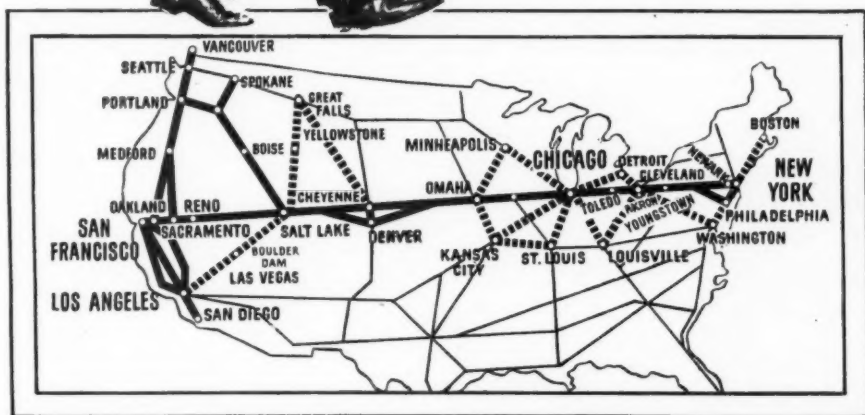 VANCOUVER
SEATTLE
SPOKANE
PORTLAND
GREAT
FALLS
YELLOWSTONE
MEDFORD
BOISE
MINNEAPOLIS
BOSTON
CHICAGO
DETROIT
CLEVELAND
NEWARK
NEW
YORK
OAKLAND
RENO
CHEYENNE
OMAHA
TOLEDO
AKRON
YOUNGSTOWN
PHILADELPHIA
SAN
FRANCISCO
SACRAMENTO
SALT LAKE
DENVER
WASHINGTON
BOULDER
DAM
LAS VEGAS
KANSAS
CITY
ST. LOUIS
LOUISVILLE
LOS ANGELES
SAN DIEGO